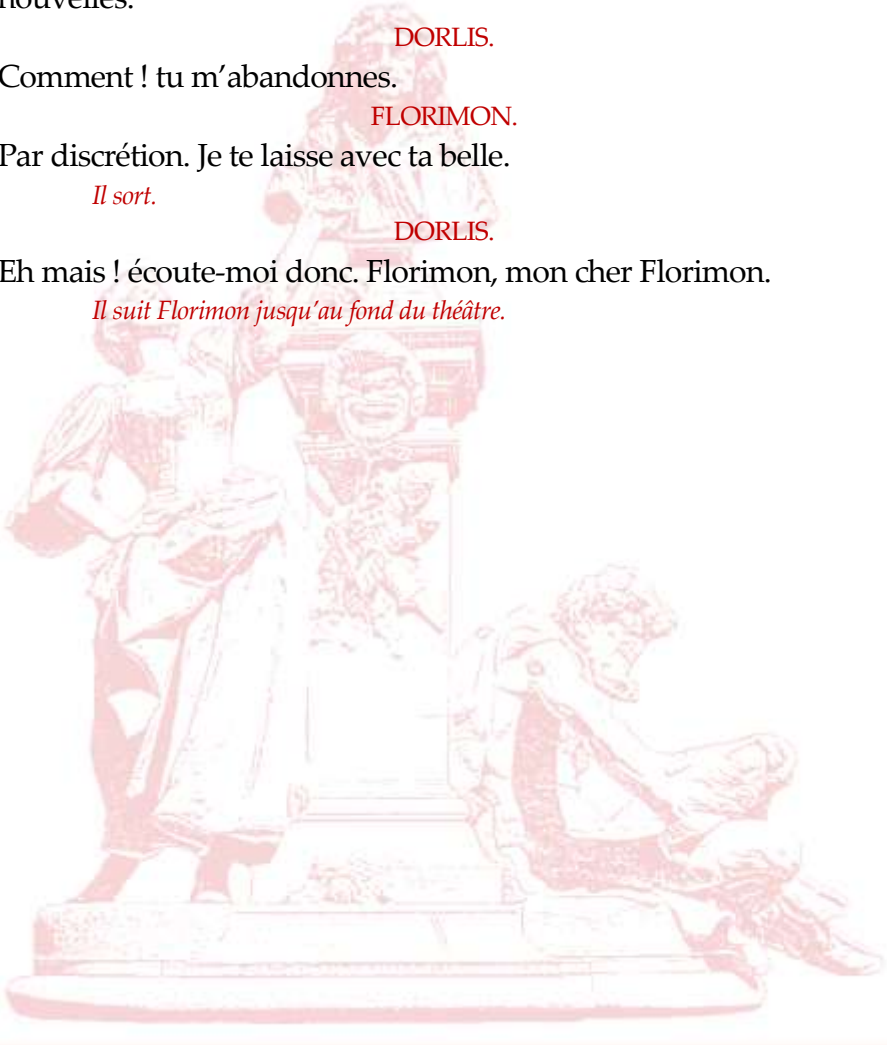 nouvelles.
DORLIS.
Comment ! tu m’abandonnes.
FLORIMON.
Par discrétion. Je te laisse avec ta belle.
Il sort.
DORLIS.
Eh mais ! écoute-moi donc. Florimon, mon cher Florimon.
Il suit Florimon jusqu’au fond du théâtre.